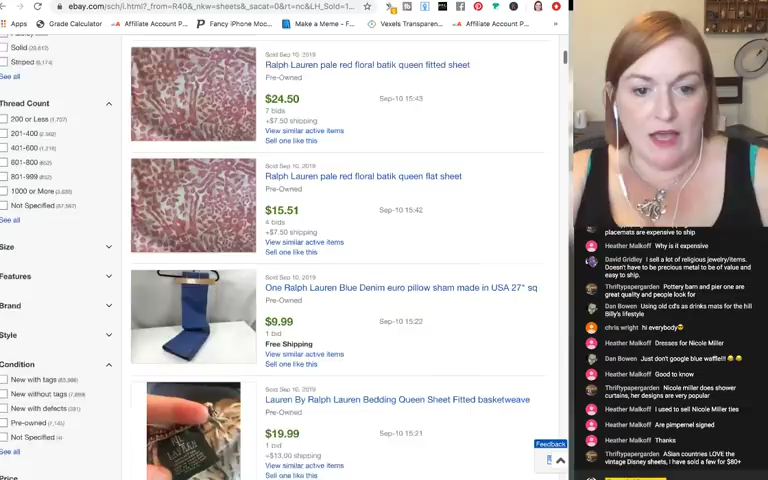 ebay.com/sch/i.html?_from=R40&_nkw=sheets&_sacat=0&rt=nc&LH_Sold=1...
Apps
Grade Calculator
Affiliate Account P...
Fancy iPhone Moc...
Make a Meme - F...
Vexels Transparen...
Affiliate Account P...
Solid (20,612)
Striped (6,174)
See all
Thread Count
200 or Less (1,707)
201-400
401-600
601-800
801-999
1000 or More
Not Specified
See all
Size
Features
Brand
Style
Condition
New with tags
New without tags
New with defects
Pre-owned
Not Specified
See all
Price
Sold Sep 10, 2019
Ralph Lauren pale red floral batik queen fitted sheet
Pre-Owned
$24.50
Sep-10 15:43
7 bids
+$7.50 shipping
View similar active items
Sell one like this
Sold Sep 10, 2019
Ralph Lauren pale red floral batik queen flat sheet
Pre-Owned
$15.51
Sep-10 15:42
4 bids
+$7.50 shipping
View similar active items
Sell one like this
Sold Sep 10, 2019
One Ralph Lauren Blue Denim euro pillow sham made in USA 27" sq
Pre-Owned
$9.99
Sep-10 15:22
1 bid
Free Shipping
View similar active items
Sell one like this
Sold Sep 10, 2019
Lauren By Ralph Lauren Bedding Queen Sheet Fitted basketweave
Pre-Owned
$19.99
Sep-10 15:21
1 bid
+$13.00 shipping
View similar active items
Sell one like this
LAUREN
Feedback
placemats are expensive to ship
Heather Malkoff Why is it expensive
David Gridley I sell a lot of religious jewelry/items.
Doesn't have to be precious metal to be of value and
easy to ship.
Thriftypapergarden Pottery barn and pier one are
great quality and people look for
Dan Bowen Using old cd's as drinks mats for the hill
Billy's lifestyle
chris wright hi everybody😎
Heather Malkoff Dresses for Nicole Miller
Dan Bowen Just don't google blue waffle!! 😂😂
Heather Malkoff Good to know
Thriftypapergarden Nicole miller does shower
curtains, her designs are very popular
Heather Malkoff I used to sell Nicole Miller ties
Heather Malkoff Are pimpernel signed
Heather Malkoff Thanks
Thriftypapergarden ASian countries LOVE the
vintage Disney sheets, I have sold a few for $80+